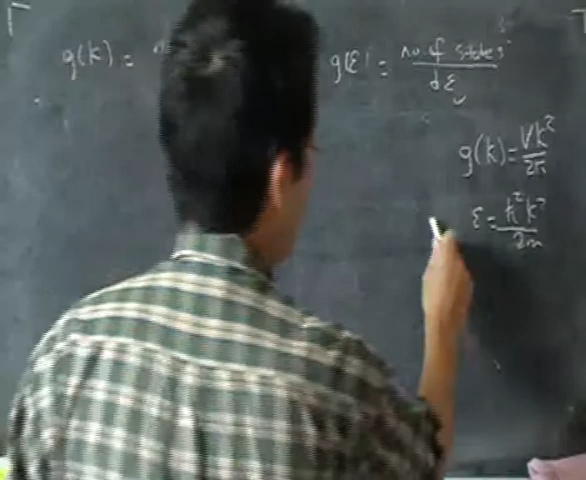 g(k) =
g(ε) = no. of states / dε
g(k) = Vk² / 2π
ε = ℏ²k² / 2m